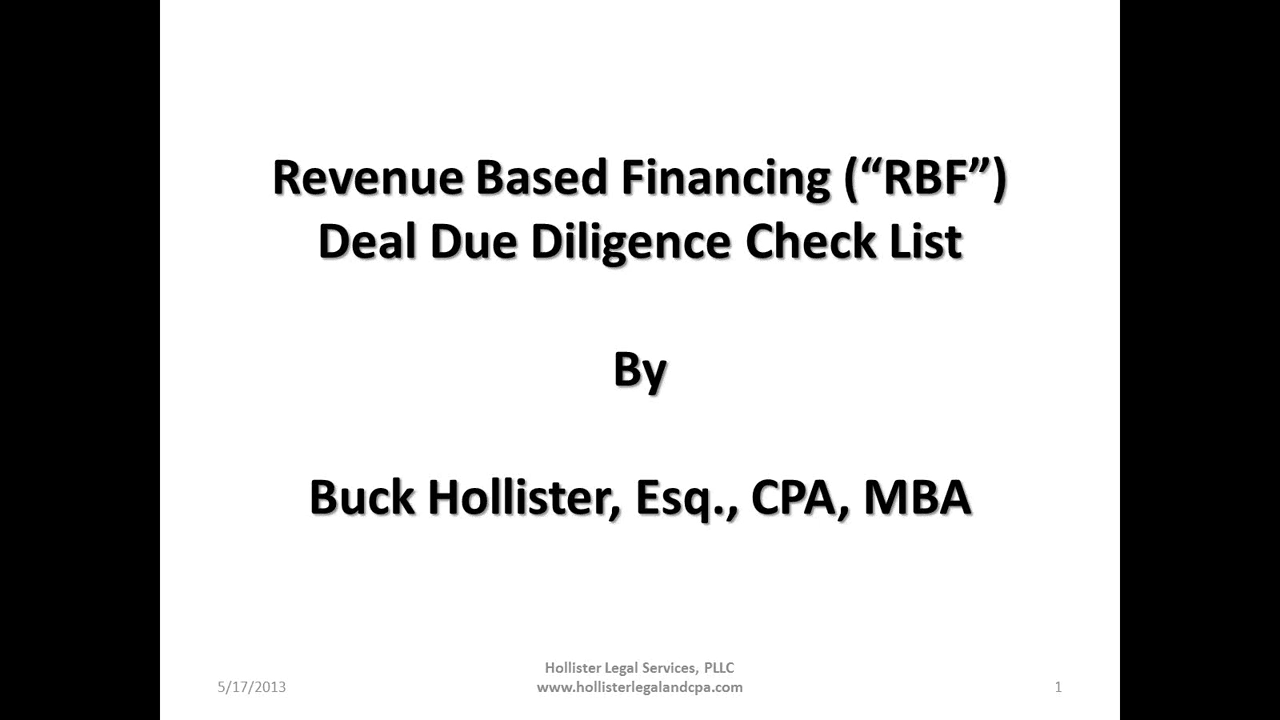 Revenue Based Financing (“RBF”)
Deal Due Diligence Check List
By
Buck Hollister, Esq., CPA, MBA
Hollister Legal Services, PLLC
5/17/2013
www.hollisterlegalandcpa.com
1